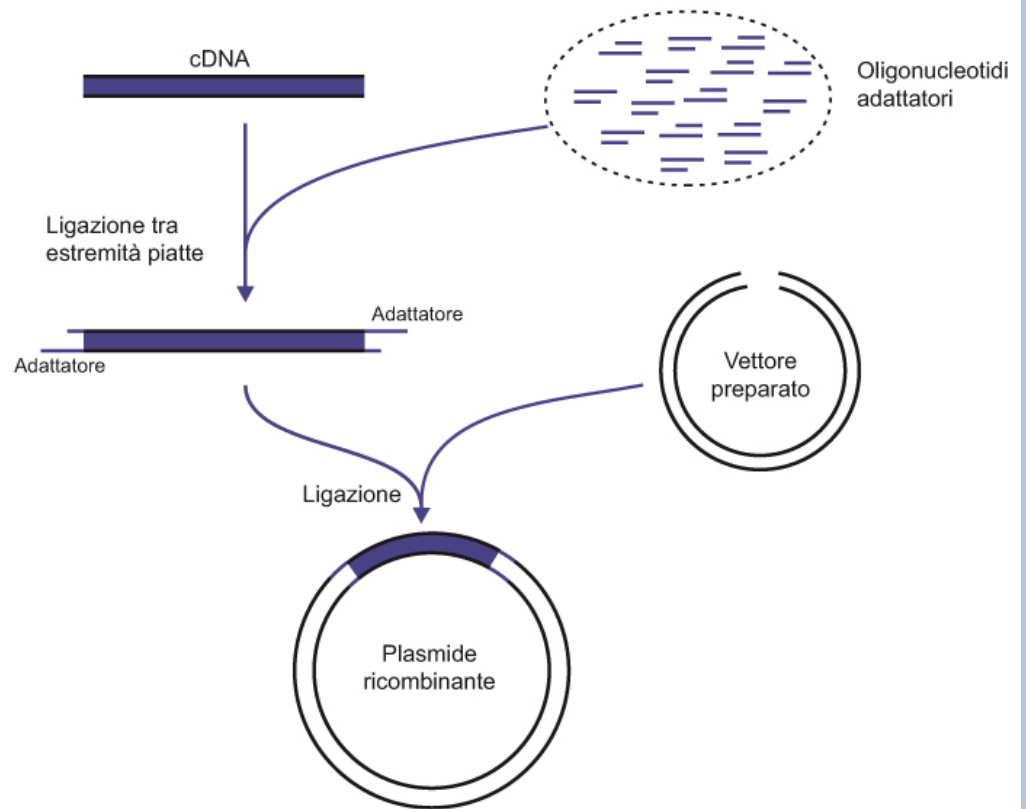 cDNA
Oligonucleotidi
adattatori
Ligazione tra
estremità piatte
Adattatore
Adattatore
Vettore
preparato
Ligazione
Plasmide
ricombinante